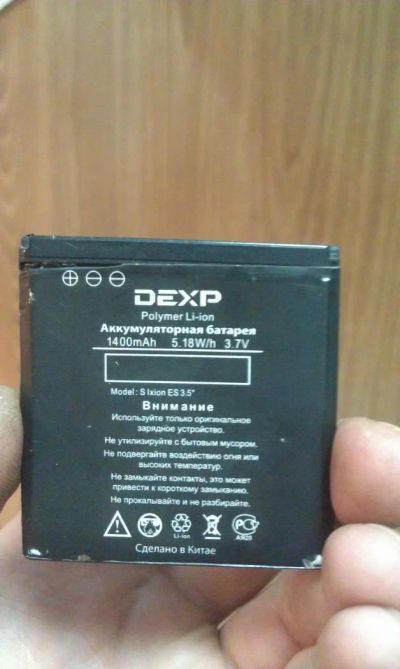 DEXP
Polymer Li-ion
Аккумуляторная батарея
1400mAh 5.18W/h 3.7V
Model: S Ixion ES 3.5"
Внимание
Используйте только оригинальное
зарядное устройство.
Не утилизируйте с бытовым мусором.
Не подвергайте воздействию огня или
высоких температур.
Не замыкайте контакты, это может
привести к короткому замыканию.
Не прокалывайте и не разбирайте.
Li-ion
АЯ20
Сделано в Китае